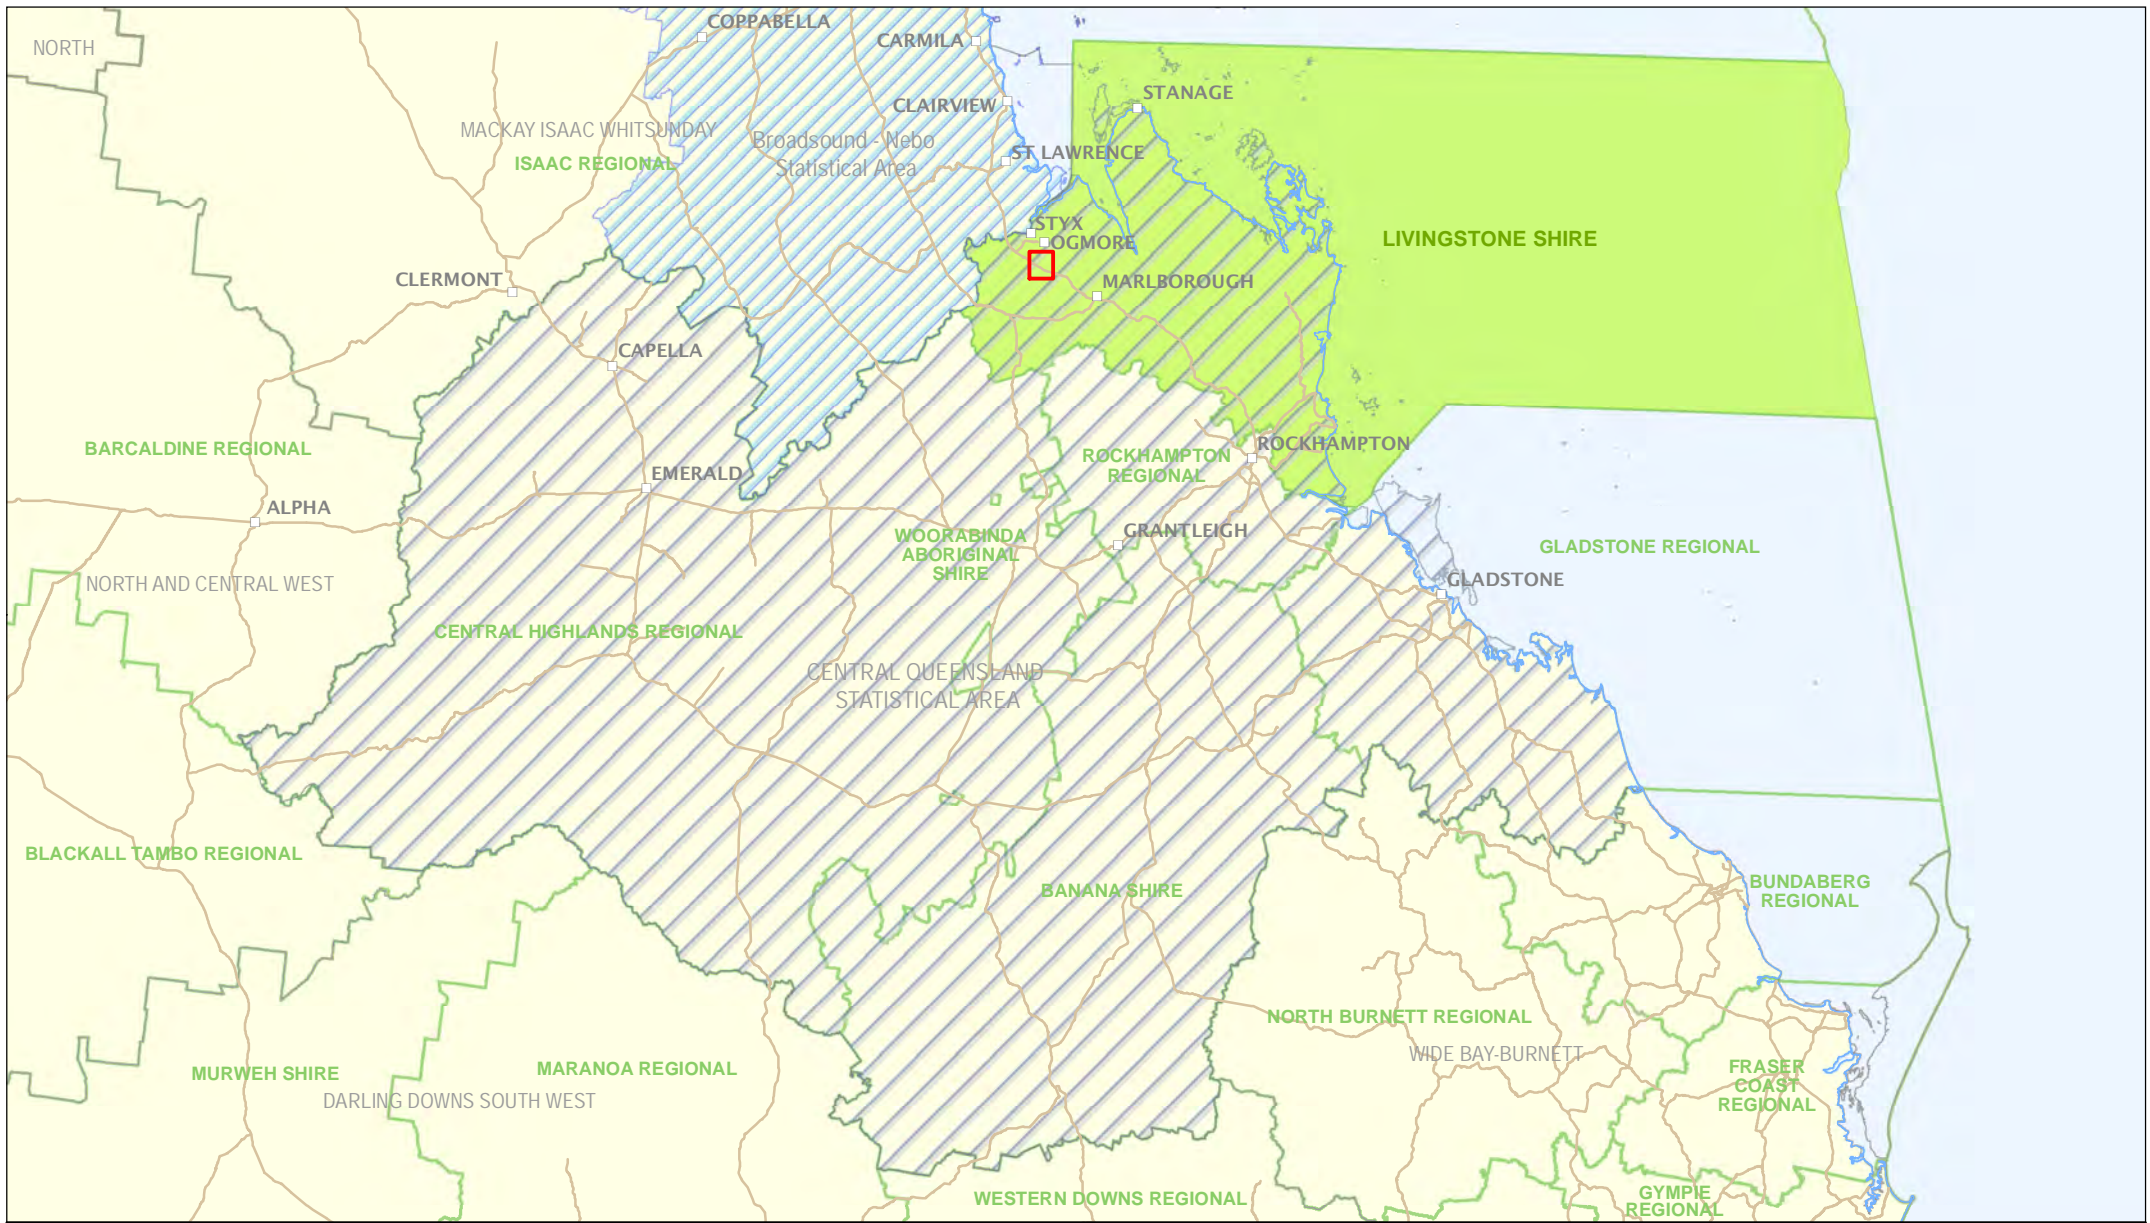 COPPABELLA
NORTH
CARMILA
STANAGE
CLAIRVIEW
MACKAY ISAAC WHITSUNDAY
Broadsound - Nebo
Statistical Area
ISAAC REGIONAL
ST LAWRENCE
STYX
OGMORE
LIVINGSTONE SHIRE
CLERMONT
MARLBOROUGH
CAPELLA
BARCALDINE REGIONAL
ROCKHAMPTON
ROCKHAMPTON
REGIONAL
EMERALD
ALPHA
WOORABINDA
ABORIGINAL
SHIRE
GRANTLEIGH
GLADSTONE REGIONAL
NORTH AND CENTRAL WEST
GLADSTONE
CENTRAL HIGHLANDS REGIONAL
CENTRAL QUEENSLAND
STATISTICAL AREA
BLACKALL TAMBO REGIONAL
BANANA SHIRE
BUNDABERG
REGIONAL
NORTH BURNETT REGIONAL
WIDE BAY-BURNETT
MURWEH SHIRE
MARANOA REGIONAL
FRASER
COAST
REGIONAL
DARLING DOWNS SOUTH WEST
WESTERN DOWNS REGIONAL
GYMPIE
REGIONAL